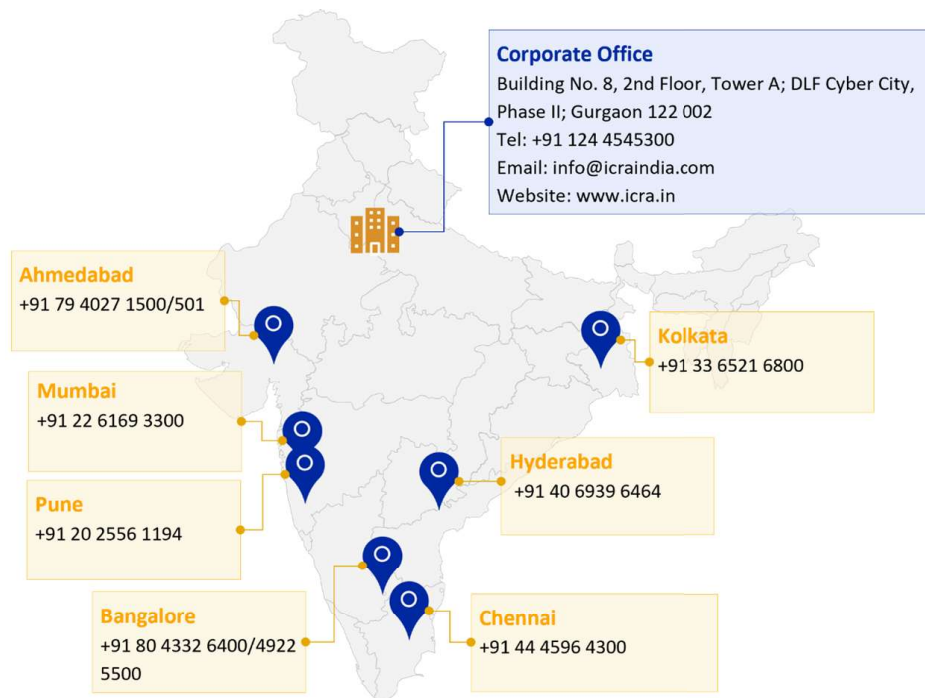 Corporate Office
Building No. 8, 2nd Floor, Tower A; DLF Cyber City,
Phase II; Gurgaon 122 002
Tel: +91 124 4545300
Email: info@icraindia.com
Website: www.icra.in
Ahmedabad
+91 79 4027 1500/501
Kolkata
+91 33 6521 6800
Mumbai
+91 22 6169 3300
Hyderabad
+91 40 6939 6464
Pune
+91 20 2556 1194
Bangalore
+91 80 4332 6400/4922
5500
Chennai
+91 44 4596 4300